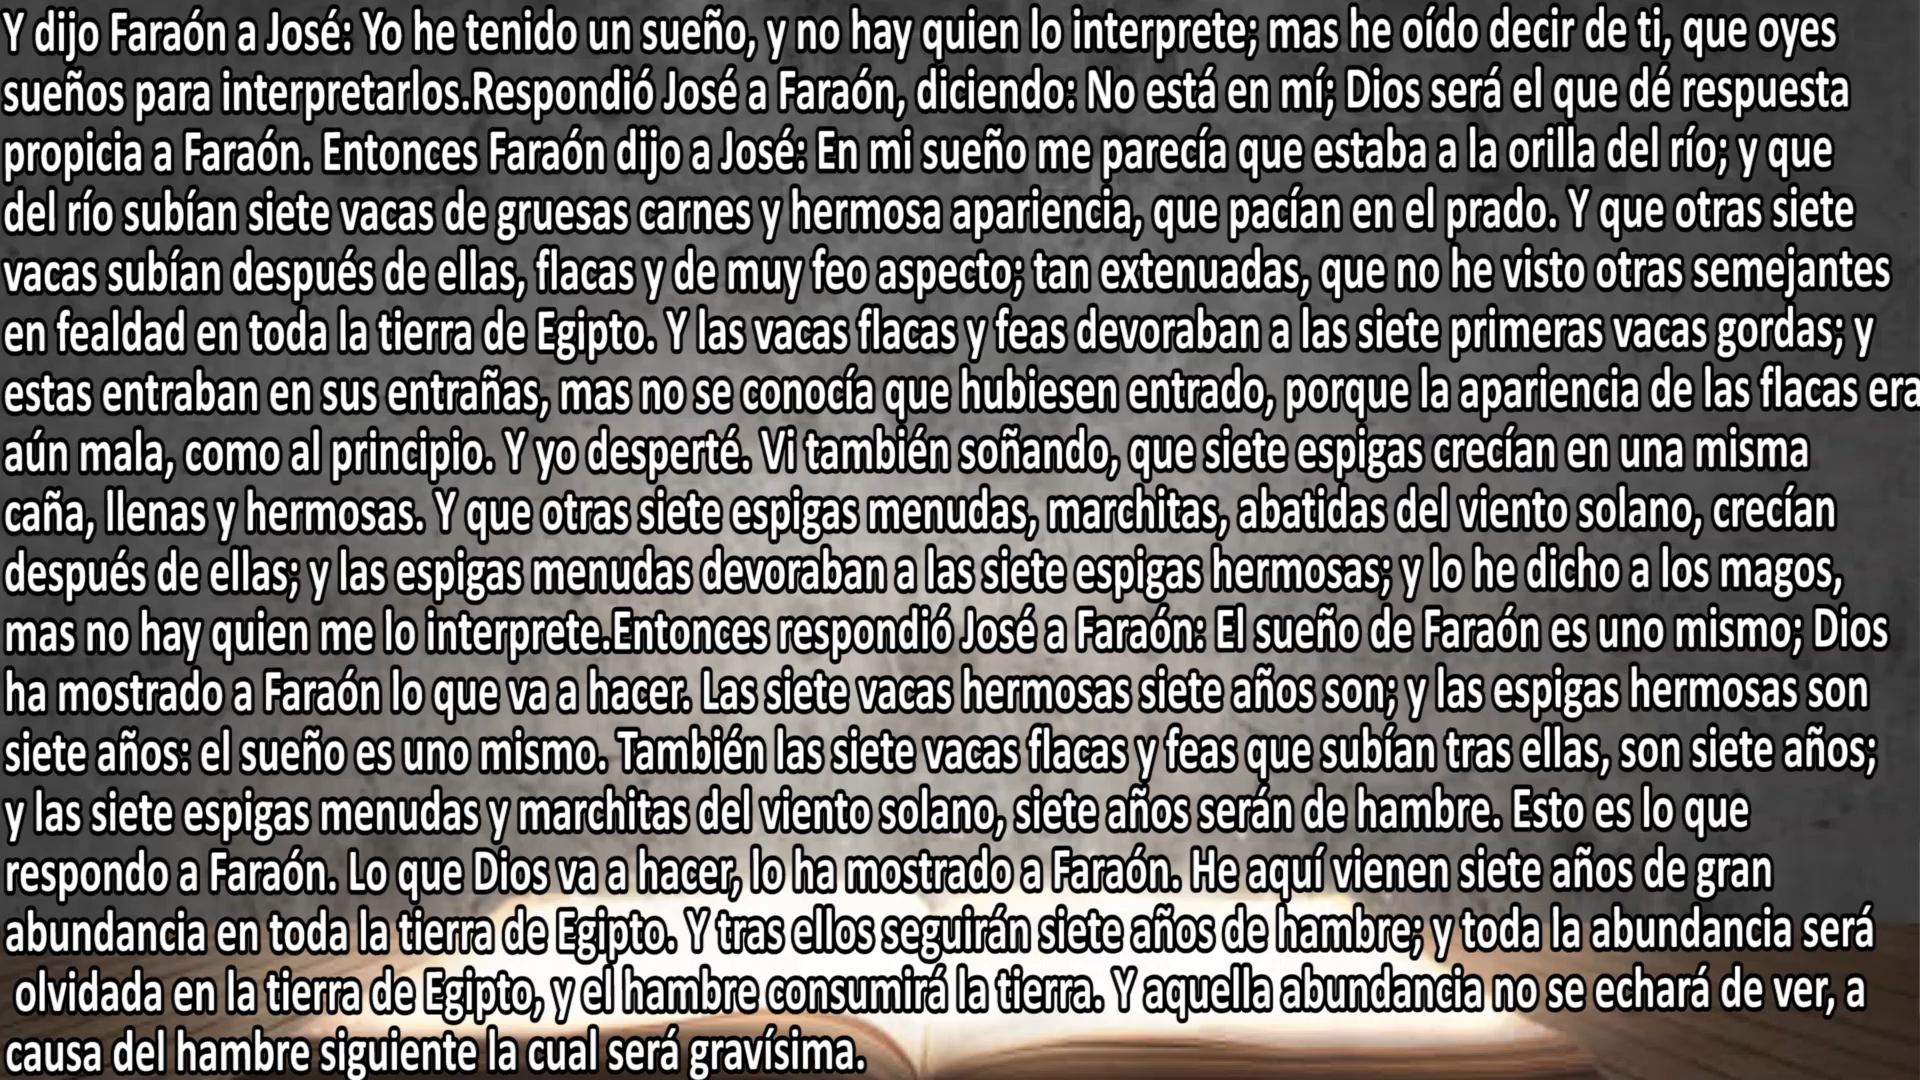 Y dijo Faraón a José: Yo he tenido un sueño, y no hay quien lo interprete; mas he oído decir de ti, que oyes
sueños para interpretarlos.Respondió José a Faraón, diciendo: No está en mí; Dios será el que dé respuesta
propicia a Faraón. Entonces Faraón dijo a José: En mi sueño me parecía que estaba a la orilla del río; y que
del río subían siete vacas de gruesas carnes y hermosa apariencia, que pacían en el prado. Y que otras siete
vacas subían después de ellas, flacas y de muy feo aspecto; tan extenuadas, que no he visto otras semejantes
en fealdad en toda la tierra de Egipto. Y las vacas flacas y feas devoraban a las siete primeras vacas gordas; y
estas entraban en sus entrañas, mas no se conocía que hubiesen entrado, porque la apariencia de las flacas era
aún mala, como al principio. Y yo desperté. Vi también soñando, que siete espigas crecían en una misma
caña, llenas y hermosas. Y que otras siete espigas menudas, marchitas, abatidas del viento solano, crecían
después de ellas; y las espigas menudas devoraban a las siete espigas hermosas; y lo he dicho a los magos,
mas no hay quien me lo interprete.Entonces respondió José a Faraón: El sueño de Faraón es uno mismo; Dios
ha mostrado a Faraón lo que va a hacer. Las siete vacas hermosas siete años son; y las espigas hermosas son
siete años: el sueño es uno mismo. También las siete vacas flacas y feas que subían tras ellas, son siete años;
y las siete espigas menudas y marchitas del viento solano, siete años serán de hambre. Esto es lo que
respondo a Faraón. Lo que Dios va a hacer, lo ha mostrado a Faraón. He aquí vienen siete años de gran
abundancia en toda la tierra de Egipto. Y tras ellos seguirán siete años de hambre; y toda la abundancia será
olvidada en la tierra de Egipto, y el hambre consumirá la tierra. Y aquella abundancia no se echará de ver, a
causa del hambre siguiente la cual será gravísima.